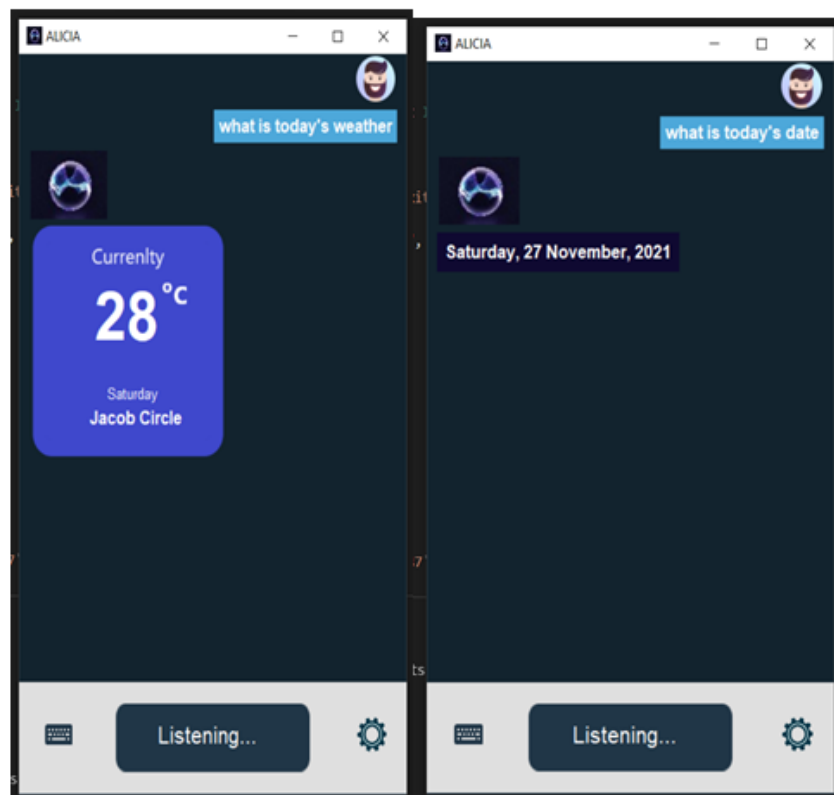 ALICIA
what is today's weather
Currenlty
28 °C
Saturday
Jacob Circle
Listening...
ALICIA
what is today's date
Saturday, 27 November, 2021
Listening...